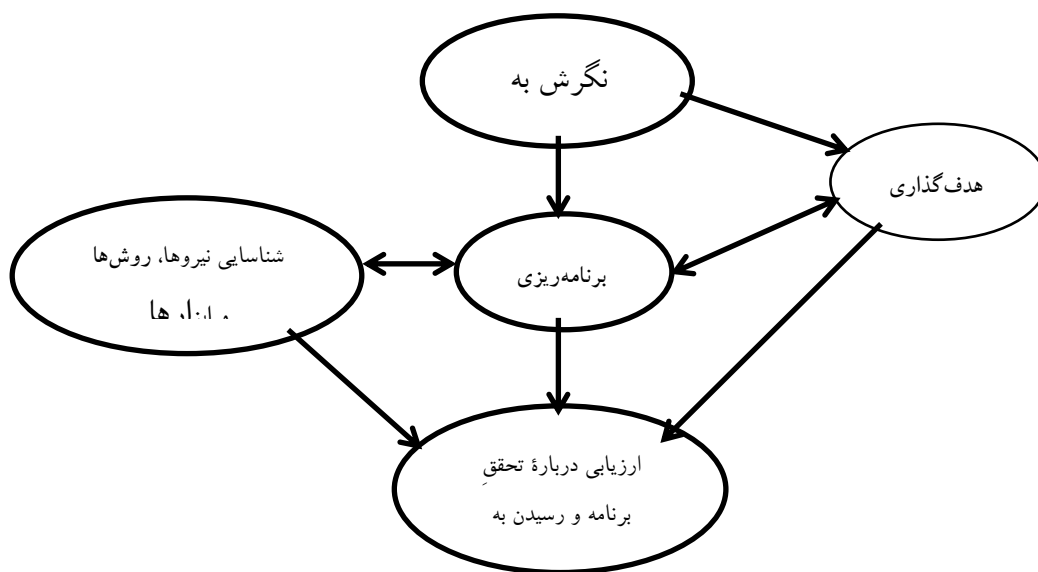 نگرش به
هدف‌گذاری
شناسایی نیروها، روش‌ها
برنامه‌ریزی
ارزیابی دربارهٔ تحققِ
برنامه و رسیدن به